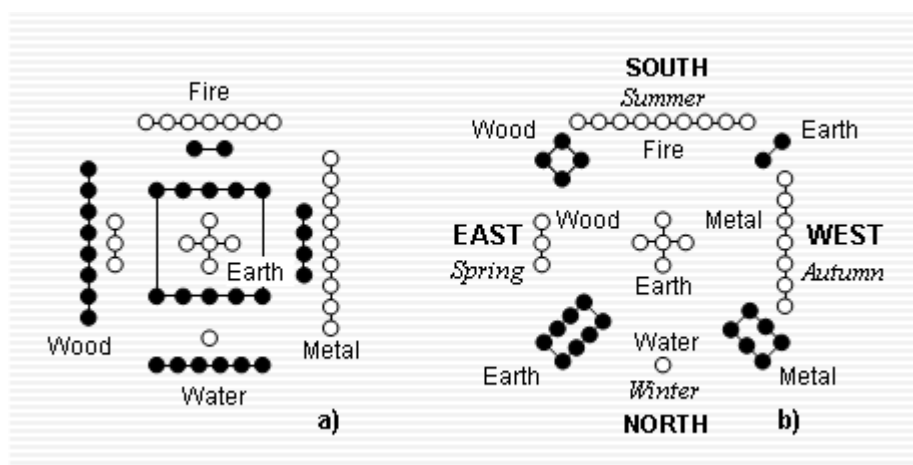 Fire
Earth
Wood
Metal
Water
a)
SOUTH
Summer
Wood
Earth
Fire
Wood
Metal
EAST
WEST
Spring
Earth
Autumn
Water
Earth
Winter
Metal
NORTH
b)